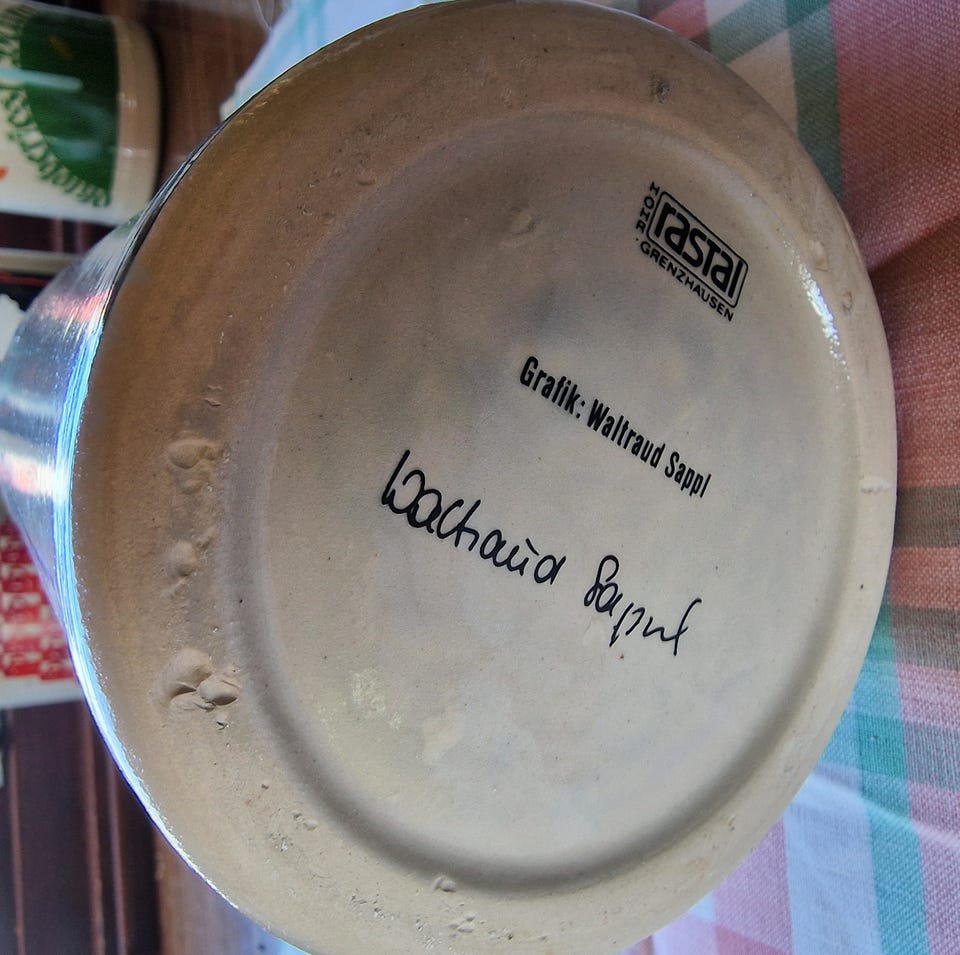 HÖHR
rastal
GRENZHAUSEN
Grafik: Waltraud Sappl
Waltraud Sappl